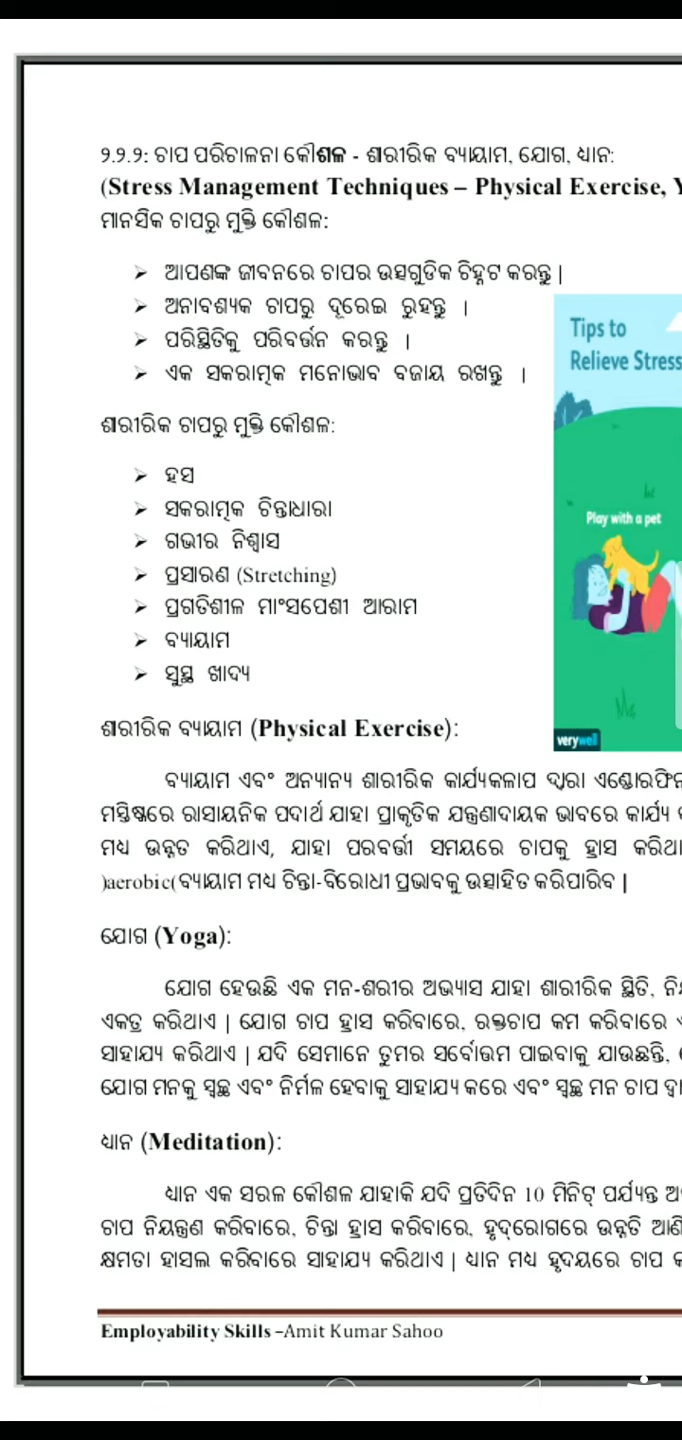 ୨.୨.୨: ଚାପ ପରିଚାଳନା କୌଶଳ - ଶାରୀରିକ ବ୍ୟାୟାମ, ଯୋଗ, ଧ୍ୟାନ:
(Stress Management Techniques – Physical Exercise, Y
ମାନସିକ ଚାପରୁ ମୁକ୍ତି କୌଶଳ:
➢ ଆପଣଙ୍କ ଜୀବନରେ ଚାପର ଉତ୍ସଗୁଡିକ ଚିହ୍ନଟ କରନ୍ତୁ |
➢ ଅନାବଶ୍ୟକ ଚାପରୁ ଦୂରେଇ ରୁହନ୍ତୁ |
➢ ପରିସ୍ଥିତିକୁ ପରିବର୍ତ୍ତନ କରନ୍ତୁ |
➢ ଏକ ସକରାତ୍ମକ ମନୋଭାବ ବଜାୟ ରଖନ୍ତୁ |
Tips to
Relieve Stress
ଶାରୀରିକ ଚାପରୁ ମୁକ୍ତି କୌଶଳ:
➢ ହସ
➢ ସକରାତ୍ମକ ଚିନ୍ତାଧାରା
➢ ଗଭୀର ନିଶ୍ୱାସ
➢ ପ୍ରସାରଣ (Stretching)
➢ ପ୍ରଗତିଶୀଳ ମାଂସପେଶୀ ଆରାମ
➢ ବ୍ୟାୟାମ
➢ ସୁସ୍ଥ ଖାଦ୍ୟ
Play with a pet
verywell
ଶାରୀରିକ ବ୍ୟାୟାମ (Physical Exercise):
ବ୍ୟାୟାମ ଏବଂ ଅନ୍ୟାନ୍ୟ ଶାରୀରିକ କାର୍ଯ୍ୟକଳାପ ଦ୍ୱାରା ଏଣ୍ଡୋରଫିନ
ମସ୍ତିଷ୍କରେ ରାସାୟନିକ ପଦାର୍ଥ ଯାହା ପ୍ରାକୃତିକ ଯନ୍ତ୍ରଣାଦାୟକ ଭାବରେ କାର୍ଯ୍ୟ
ମଧ୍ୟ ଉନ୍ନତ କରିଥାଏ, ଯାହା ପରବର୍ତ୍ତୀ ସମୟରେ ଚାପକୁ ହ୍ରାସ କରିଥା
)aerobic(ବ୍ୟାୟାମ ମଧ୍ୟ ଚିନ୍ତା-ବିରୋଧୀ ପ୍ରଭାବକୁ ଉତ୍ସାହିତ କରିପାରିବ |
ଯୋଗ (Yoga):
ଯୋଗ ହେଉଛି ଏକ ମନ-ଶରୀର ଅଭ୍ୟାସ ଯାହା ଶାରୀରିକ ସ୍ଥିତି,
ଏକତ୍ର କରିଥାଏ | ଯୋଗ ଚାପ ହ୍ରାସ କରିବାରେ, ରକ୍ତଚାପ କମ କରିବାରେ
ସାହାଯ୍ୟ କରିଥାଏ | ଯଦି ସେମାନେ ତୁମର ସର୍ବୋତ୍ତମ ପାଇବାକୁ ଯାଉଛନ୍ତି,
ଯୋଗ ମନକୁ ସ୍ୱଚ୍ଛ ଏବଂ ନିର୍ମଳ ହେବାକୁ ସାହାଯ୍ୟ କରେ ଏବଂ ସ୍ୱଚ୍ଛ ମନ ଚାପ
ଧ୍ୟାନ (Meditation):
ଧ୍ୟାନ ଏକ ସରଳ କୌଶଳ ଯାହାକି ଯଦି ପ୍ରତିଦିନ 10 ମିନିଟ୍ ପର୍ଯ୍ୟନ୍ତ
ଚାପ ନିୟନ୍ତ୍ରଣ କରିବାରେ, ଚିନ୍ତା ହ୍ରାସ କରିବାରେ, ହୃଦ୍‌ରୋଗରେ ଉନ୍ନତି
କ୍ଷମତା ହାସଲ କରିବାରେ ସାହାଯ୍ୟ କରିଥାଏ | ଧ୍ୟାନ ମଧ୍ୟ ହୃଦୟରେ ଚାପ
Employability Skills –Amit Kumar Sahoo